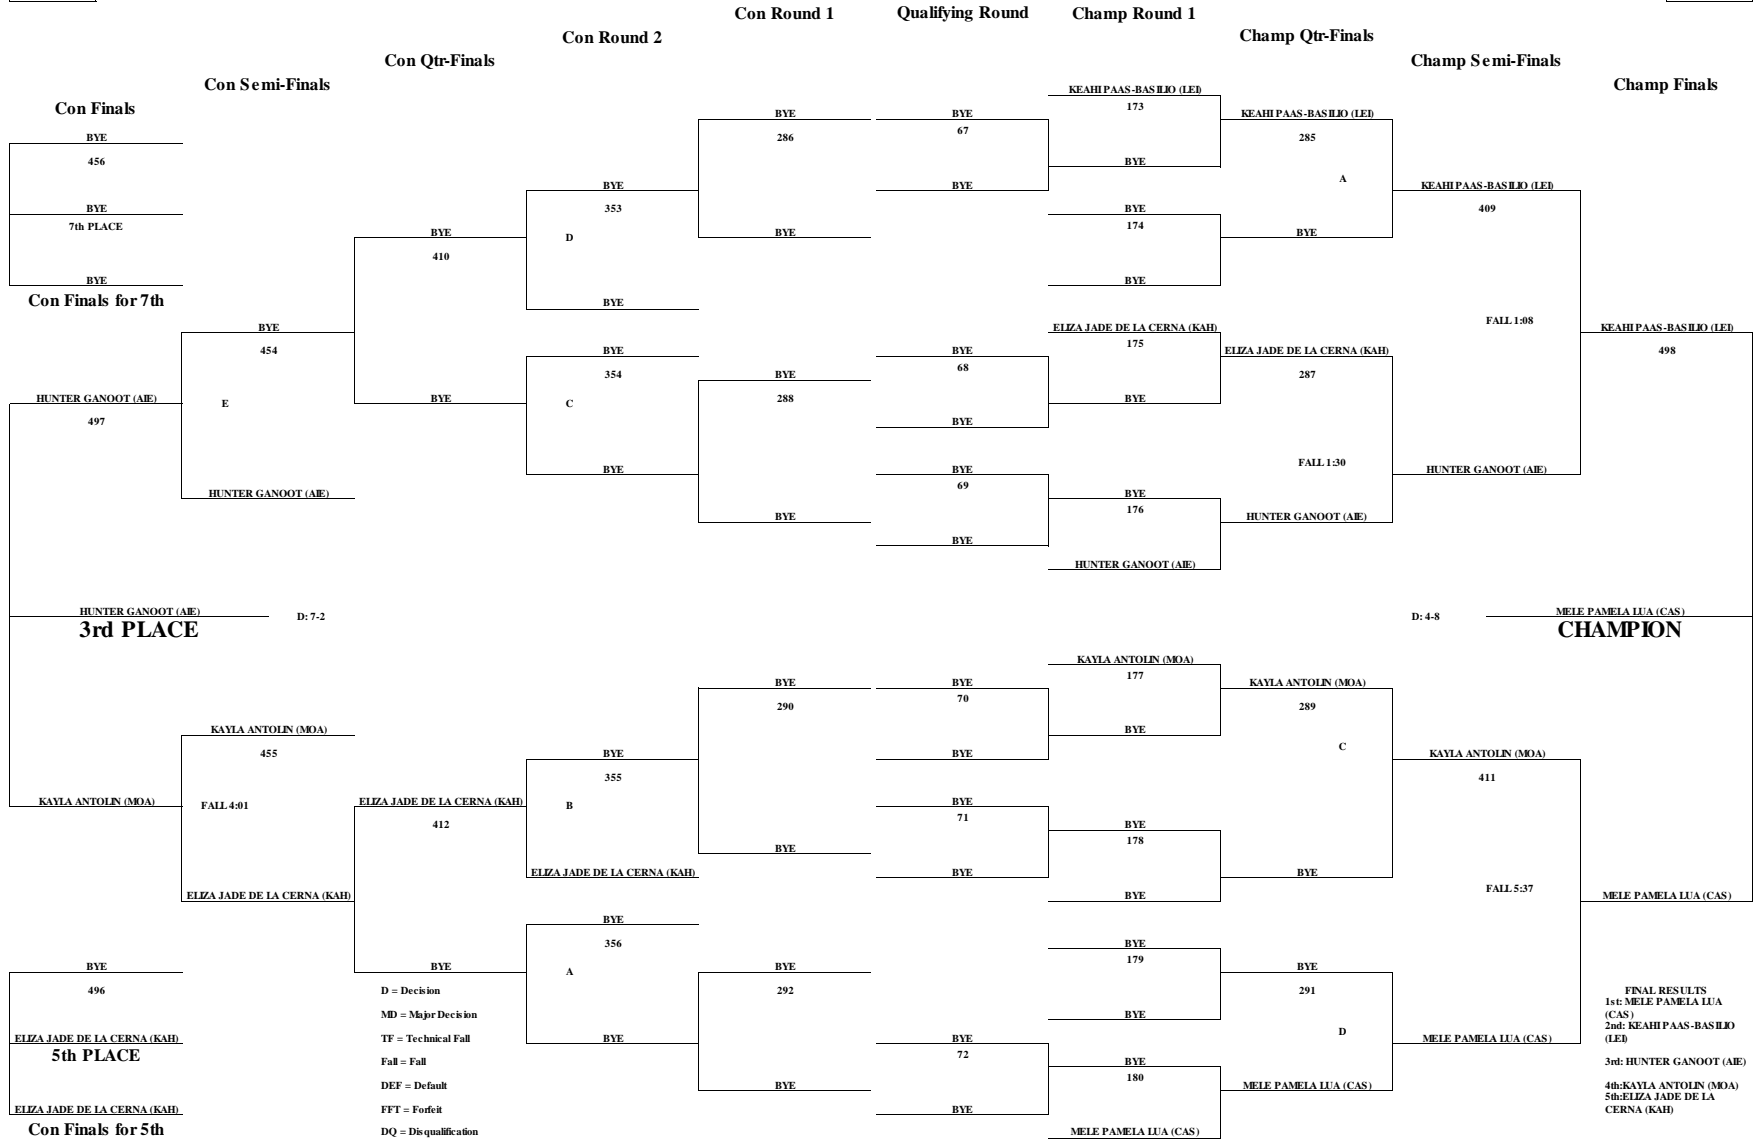 Con Round 1
Qualifying Round
Champ Round 1
Con Round 2
Champ Qtr-Finals
Con Qtr-Finals
Champ Semi-Finals
Con Semi-Finals
Champ Finals
Con Finals
BYE
456
BYE
7th PLACE
BYE
Con Finals for 7th
HUNTER GANOOT (AIE)
497
HUNTER GANOOT (AIE)
3rd PLACE
D: 7-2
KAYLA ANTOLIN (MOA)
BYE
496
ELIZA JADE DE LA CERNA (KAH)
5th PLACE
ELIZA JADE DE LA CERNA (KAH)
Con Finals for 5th
BYE
454
E
HUNTER GANOOT (AIE)
KAYLA ANTOLIN (MOA)
455
FALL 4:01
ELIZA JADE DE LA CERNA (KAH)
BYE
410
BYE
ELIZA JADE DE LA CERNA (KAH)
412
BYE
D = Decision
MD = Major Decision
TF = Technical Fall
Fall = Fall
DEF = Default
FFT = Forfeit
DQ = Disqualification
BYE
353
D
BYE
BYE
354
C
BYE
BYE
355
B
ELIZA JADE DE LA CERNA (KAH)
BYE
356
A
BYE
BYE
286
BYE
BYE
288
BYE
BYE
290
BYE
BYE
292
BYE
BYE
67
BYE
BYE
68
BYE
BYE
69
BYE
BYE
70
BYE
BYE
71
BYE
BYE
72
BYE
KEAHI PAAS-BASILIO (LEI)
173
BYE
BYE
174
BYE
ELIZA JADE DE LA CERNA (KAH)
175
BYE
BYE
176
HUNTER GANOOT (AIE)
KAYLA ANTOLIN (MOA)
177
BYE
BYE
178
BYE
BYE
179
BYE
BYE
180
MELE PAMELA LUA (CAS)
KEAHI PAAS-BASILIO (LEI)
285
A
BYE
ELIZA JADE DE LA CERNA (KAH)
287
FALL 1:30
HUNTER GANOOT (AIE)
KAYLA ANTOLIN (MOA)
289
C
BYE
BYE
291
D
MELE PAMELA LUA (CAS)
KEAHI PAAS-BASILIO (LEI)
409
FALL 1:08
HUNTER GANOOT (AIE)
D: 4-8
KAYLA ANTOLIN (MOA)
411
FALL 5:37
MELE PAMELA LUA (CAS)
KEAHI PAAS-BASILIO (LEI)
498
MELE PAMELA LUA (CAS)
CHAMPION
MELE PAMELA LUA (CAS)
FINAL RESULTS
1st: MELE PAMELA LUA
(CAS)
2nd: KEAHI PAAS-BASILIO
(LEI)
3rd: HUNTER GANOOT (AIE)
4th:KAYLA ANTOLIN (MOA)
5th:ELIZA JADE DE LA
CERNA (KAH)